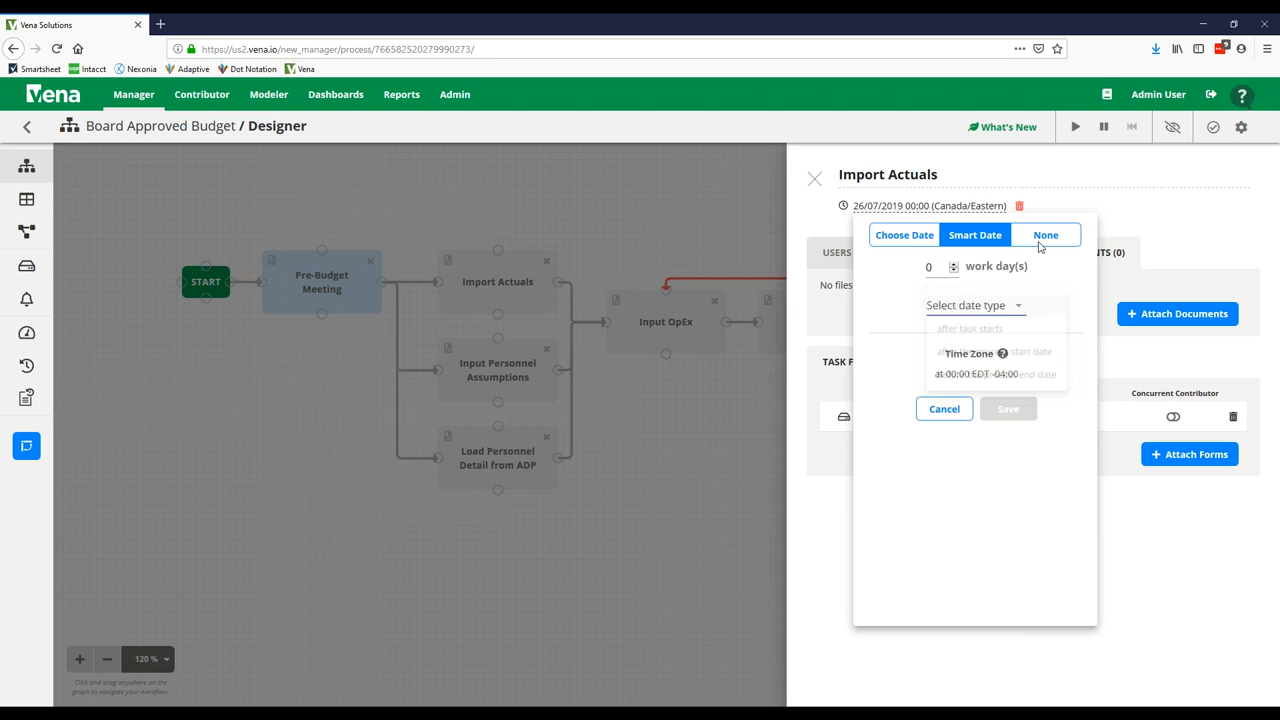 Vena Solutions
https://us2.vena.io/new_manager/process/766582520279990273/
9
Smartsheet Intacct Nexonia Adaptive Dot Notation Vena
Vena Manager Contributor Modeler Dashboards Reports Admin Admin User ?
Board Approved Budget / Designer What's New
Import Actuals
26/07/2019 00:00 (Canada/Eastern)
Choose Date Smart Date None
USERS
NTS (0)
0 work day(s)
No files
Select date type
after task starts
start date
Time Zone ?
at 00:00 EDT -04:00
end date
Cancel Save
Attach Documents
TASK F
Concurrent Contributor
Attach Forms
START
Pre-Budget
Meeting
Import Actuals
Input OpEx
Input Personnel
Assumptions
Load Personnel
Detail from ADP
120 %
Click and drag anywhere on the
graph to navigate your workflow.